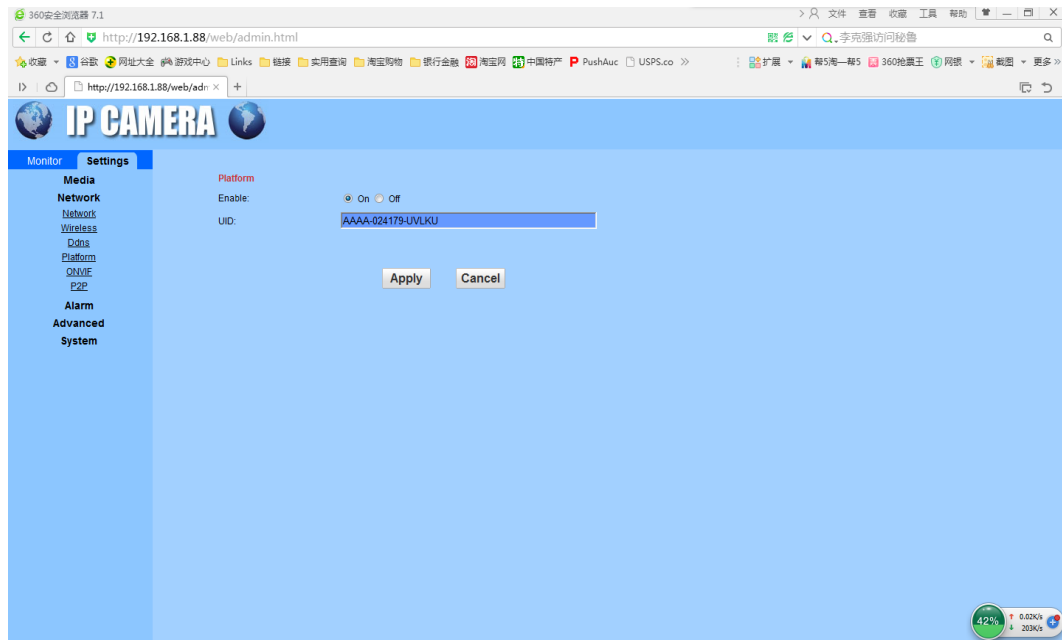 360安全浏览器 7.1
文件 查看 收藏 工具 帮助
http://192.168.1.88/web/admin.html
李克强访问秘鲁
收藏 谷歌 网址大全 游戏中心 Links 链接 实用查询 淘宝购物 银行金融 淘宝网 中国特产 PushAuc USPS.co »
扩展 帮5淘—帮5 360抢票王 网银 截图 更多 »
http://192.168.1.88/web/adn
IP CAMERA
Monitor Settings
Media
Network
Network
Wireless
Ddns
Platform
ONVIF
P2P
Alarm
Advanced
System
Platform
Enable: On Off
UID: AAAA-024179-UVLKU
Apply Cancel
42%
0.02K/s
203K/s